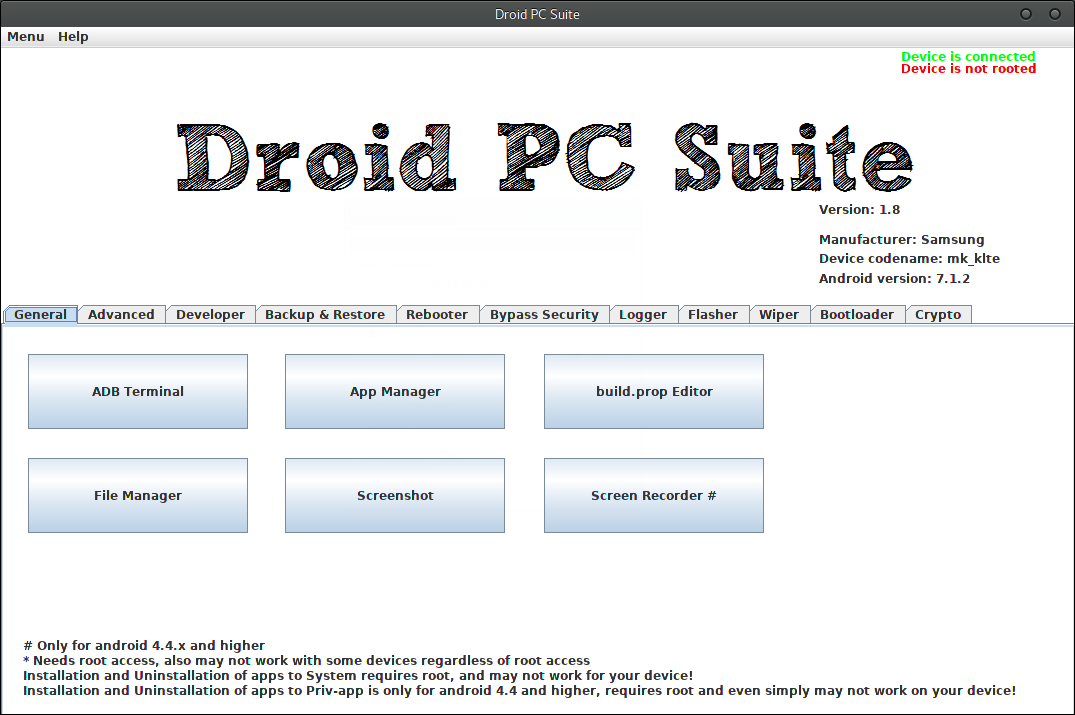 Droid PC Suite
Menu Help
Device is connected
Device is not rooted
Droid PC Suite
Version: 1.8
Manufacturer: Samsung
Device codename: mk_klte
Android version: 7.1.2
General Advanced Developer Backup & Restore Rebooter Bypass Security Logger Flasher Wiper Bootloader Crypto
ADB Terminal App Manager build.prop Editor
File Manager Screenshot Screen Recorder #
# Only for android 4.4.x and higher
* Needs root access, also may not work with some devices regardless of root access
Installation and Uninstallation of apps to System requires root, and may not work for your device!
Installation and Uninstallation of apps to Priv-app is only for android 4.4 and higher, requires root and even simply may not work on your device!